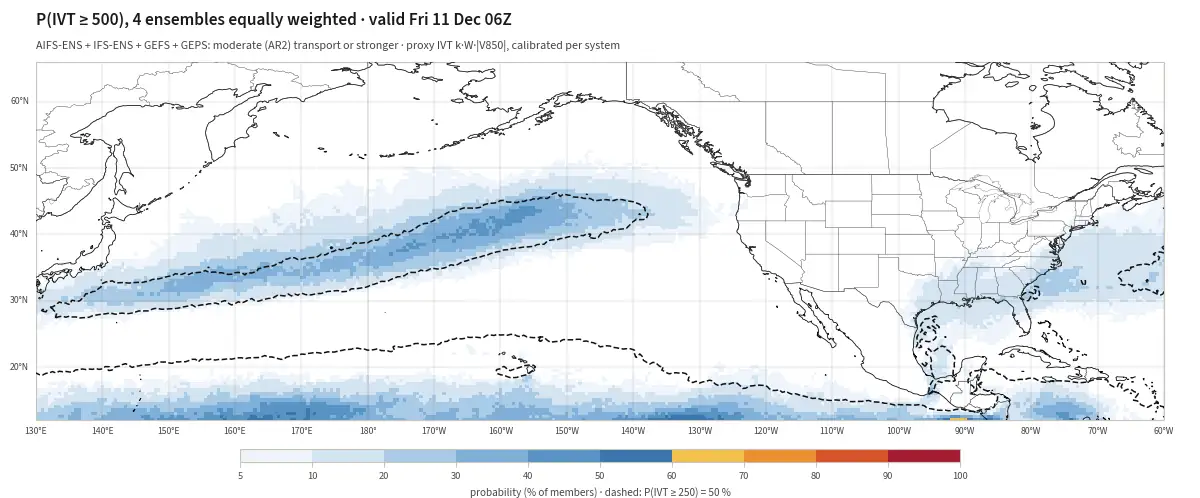 P(IVT ≥ 500), 4 ensembles equally weighted · valid Fri 11 Dec 06Z
AIFS-ENS + IFS-ENS + GEFS + GEPS: moderate (AR2) transport or stronger · proxy IVT k·W·|V850|, calibrated per system
60°N
50°N
40°N
30°N
20°N
130°E 140°E 150°E 160°E 170°E 180° 170°W 160°W 150°W 140°W 130°W 120°W 110°W 100°W 90°W 80°W 70°W 60°W
5 10 20 30 40 50 60 70 80 90 100
probability (% of members) · dashed: P(IVT ≥ 250) = 50 %